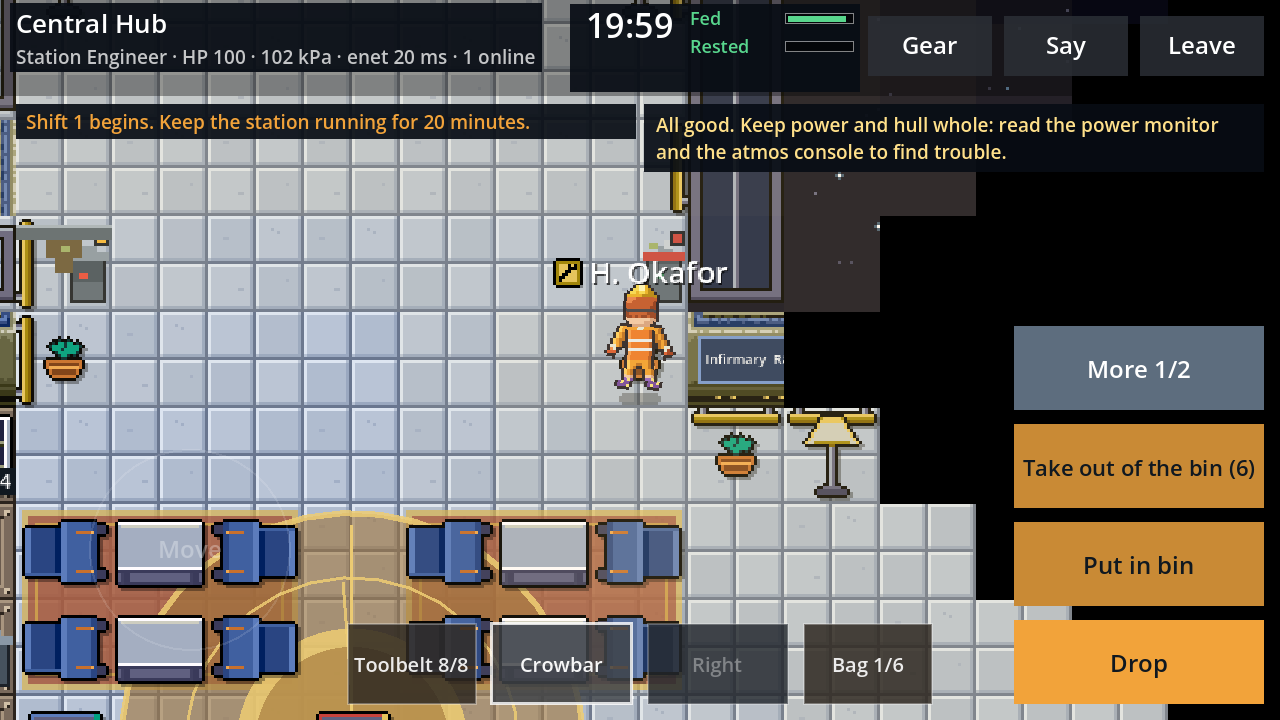 Central Hub
Station Engineer · HP 100 · 102 kPa · enet 20 ms · 1 online
19:59
Fed
Rested
Gear
Say
Leave
Shift 1 begins. Keep the station running for 20 minutes.
All good. Keep power and hull whole: read the power monitor
and the atmos console to find trouble.
H. Okafor
Infirmary
More 1/2
4
Take out of the bin (6)
Move
Put in bin
Toolbelt 8/8
Crowbar
Right
Bag 1/6
Drop